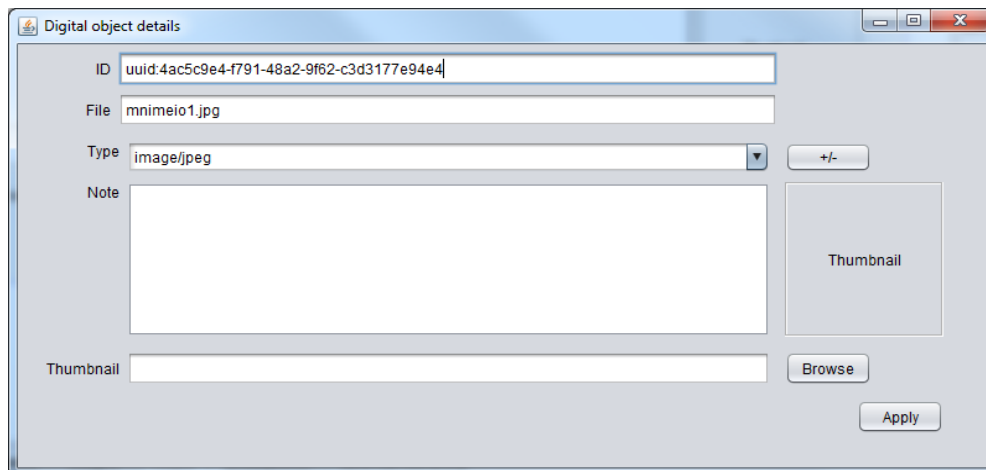 Digital object details
ID uuid:4ac5c9e4-f791-48a2-9f62-c3d3177e94e4
File mnimeio1.jpg
Type image/jpeg +/-
Note
Thumbnail
Thumbnail Browse
Apply